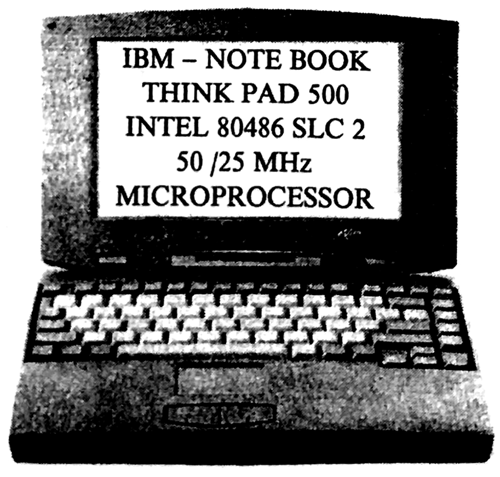 IBM – NOTE BOOK
THINK PAD 500
INTEL 80486 SLC 2
50 /25 MHz
MICROPROCESSOR